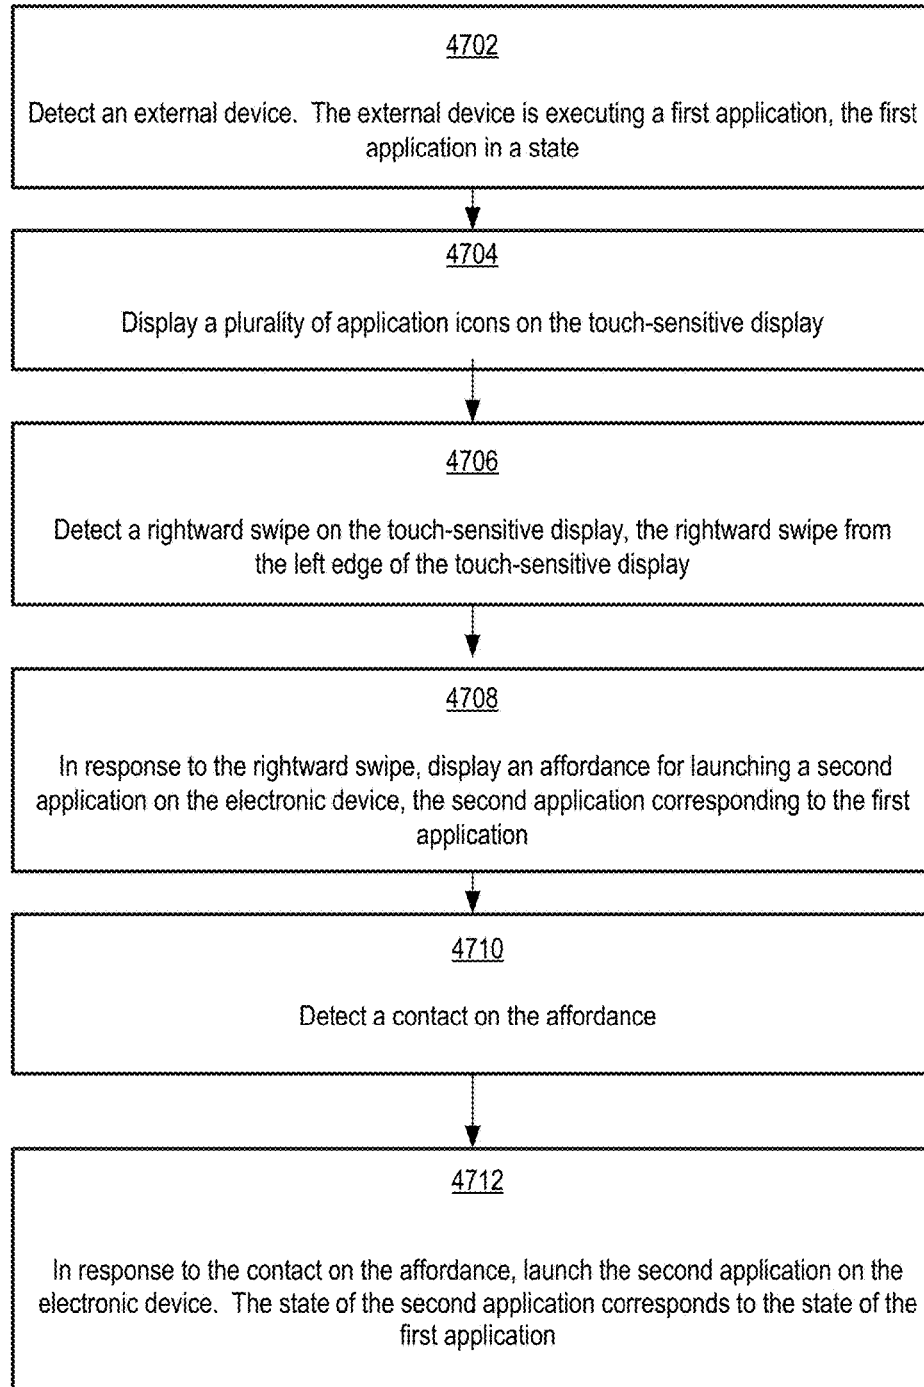 4702
Detect an external device. The external device is executing a first application, the first
application in a state
4704
Display a plurality of application icons on the touch-sensitive display
4706
Detect a rightward swipe on the touch-sensitive display, the rightward swipe from
the left edge of the touch-sensitive display
4708
In response to the rightward swipe, display an affordance for launching a second
application on the electronic device, the second application corresponding to the first
application
4710
Detect a contact on the affordance
4712
In response to the contact on the affordance, launch the second application on the
electronic device. The state of the second application corresponds to the state of the
first application